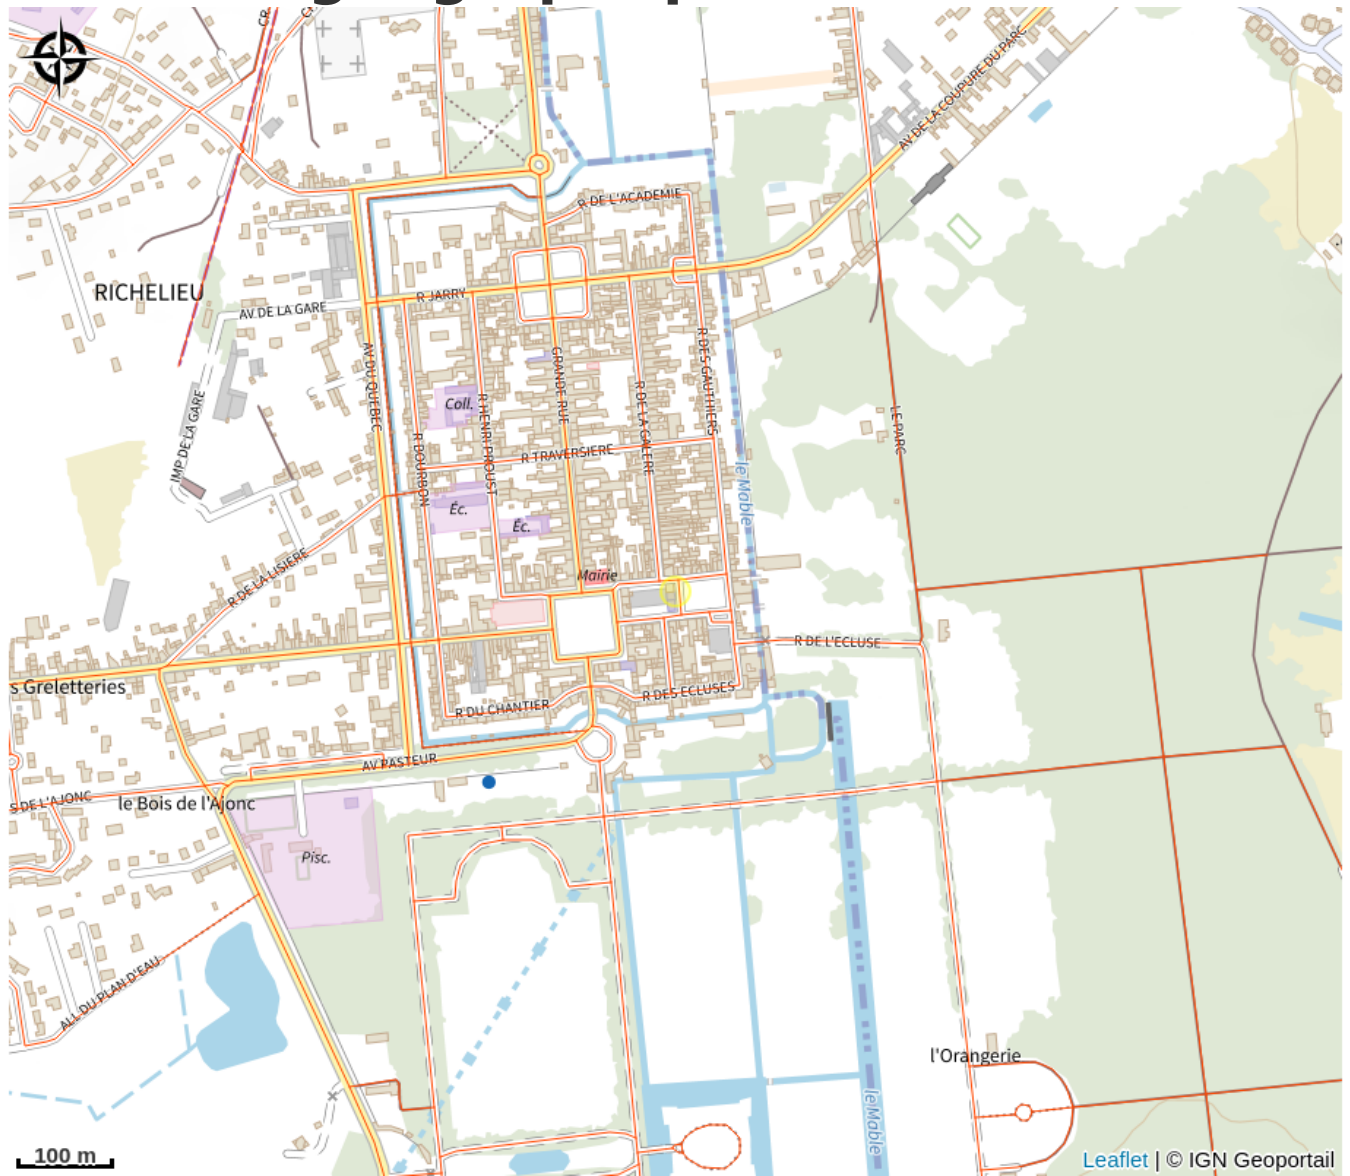 R DE L'ACADEMIE
AV DE LA COUPURE DU PARC
RICHELIEU
R JARRY
AV DE LA GARE
AV DU QUEBEC
GRANDE RUE
R DES GAUTHIERS
IMP DE LA GARE
Coll.
R HENRI PROUST
R DE LA GALERE
LE PARC
R BOURBON
R TRAVERSIERE
le Mable
Éc.
Éc.
R DE LA LISIERE
Mairie
R DE L'ECLUSE
s Greletteries
R DES ECLUSES
R DU CHANTIER
AV PASTEUR
S DE L'AJONC
le Bois de l'Ajonc
Pisc.
ALL DU PLAN D'EAU
l'Orangerie
le Mable
100 m
Leaflet | © IGN Geoportail